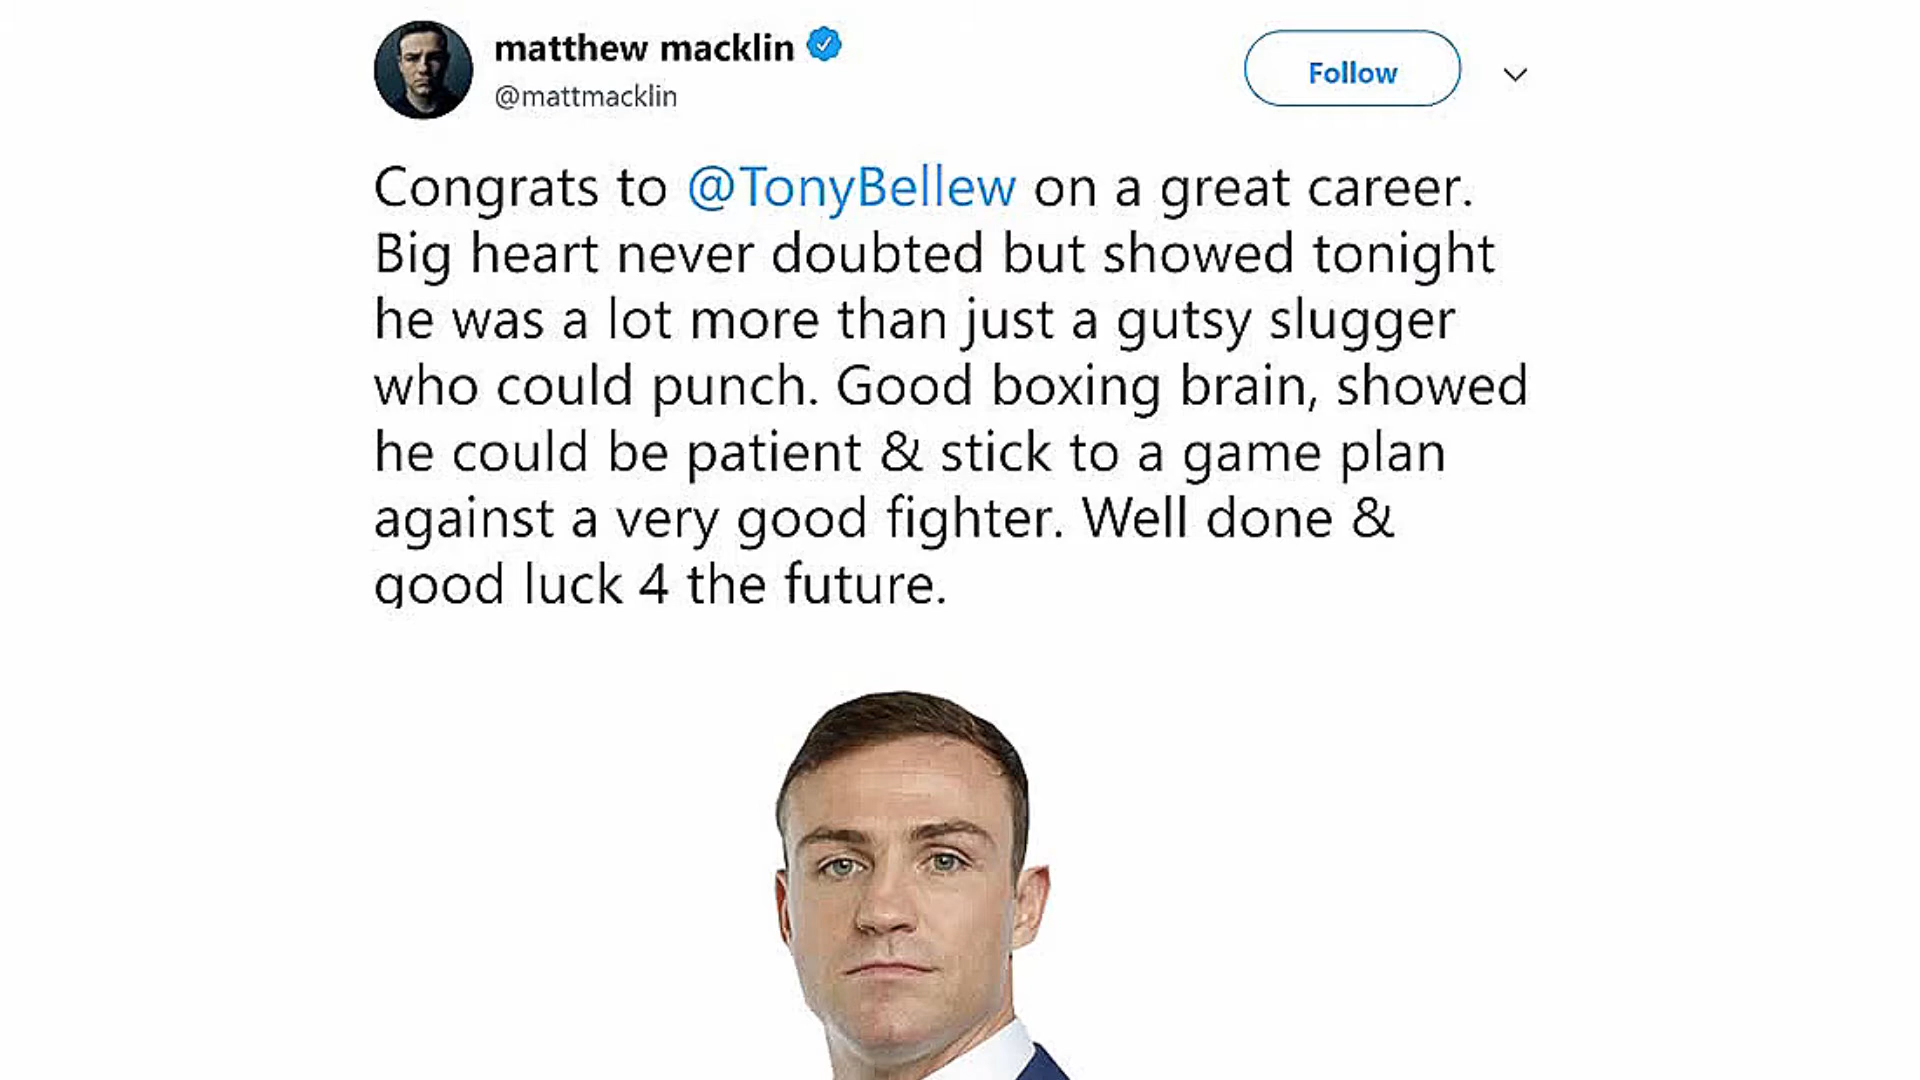 matthew macklin
@mattmacklin
Follow
Congrats to @TonyBellew on a great career.
Big heart never doubted but showed tonight
he was a lot more than just a gutsy slugger
who could punch. Good boxing brain, showed
he could be patient & stick to a game plan
against a very good fighter. Well done &
good luck 4 the future.